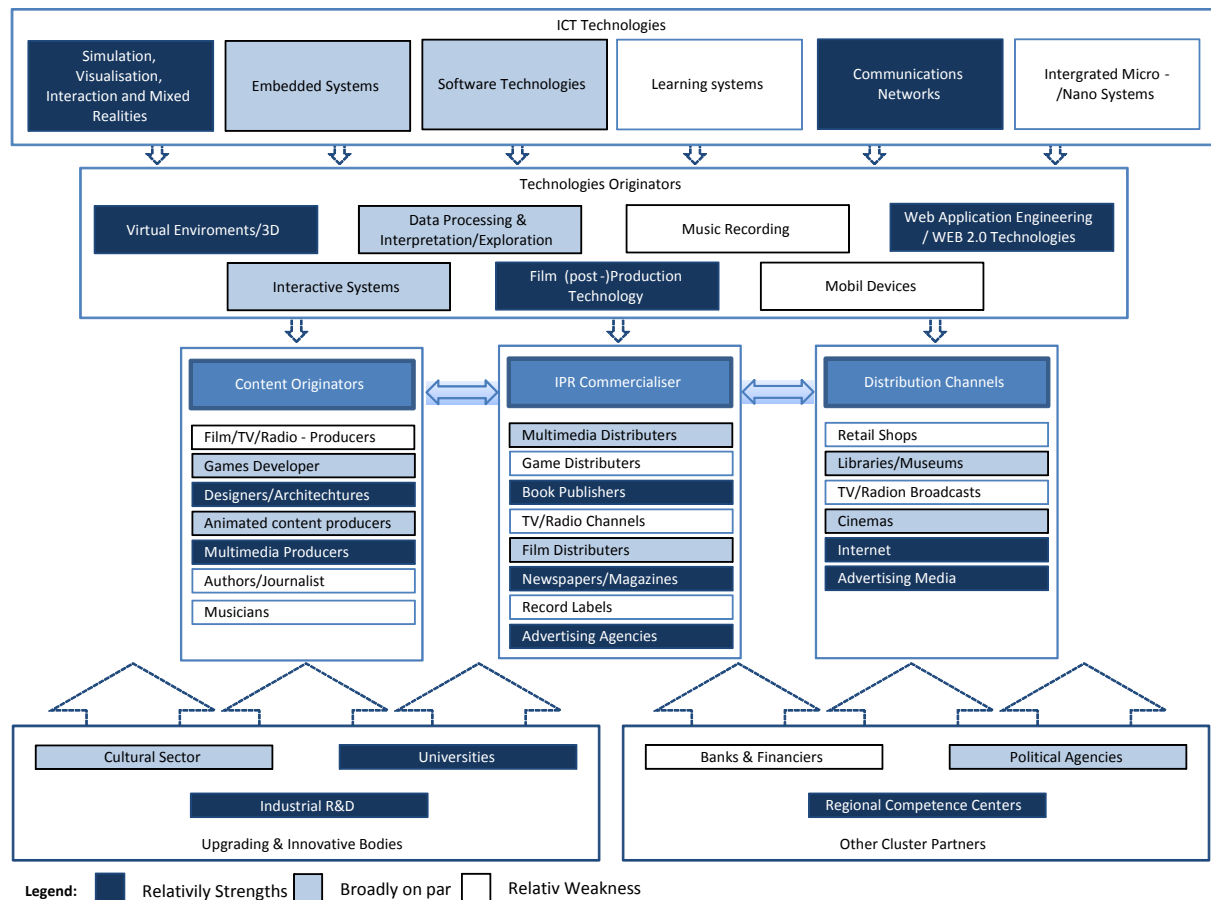 ICT Technologies
Simulation,
Visualisation,
Interaction and Mixed
Realities
Embedded Systems
Software Technologies
Learning systems
Communications
Networks
Intergrated Micro -
/Nano Systems
Technologies Originators
Virtual Enviroments/3D
Data Processing &
Interpretation/Exploration
Music Recording
Web Application Engineering
/ WEB 2.0 Technologies
Interactive Systems
Film (post -)Production
Technology
Mobil Devices
Content Originators
Film/TV/Radio - Producers
Games Developer
Designers/Architechtures
Animated content producers
Multimedia Producers
Authors/Journalist
Musicians
IPR Commercialiser
Multimedia Distributers
Game Distributers
Book Publishers
TV/Radio Channels
Film Distributers
Newspapers/Magazines
Record Labels
Advertising Agencies
Distribution Channels
Retail Shops
Libraries/Museums
TV/Radion Broadcasts
Cinemas
Internet
Advertising Media
Cultural Sector
Universities
Industrial R&D
Upgrading & Innovative Bodies
Banks & Financiers
Political Agencies
Regional Competence Centers
Other Cluster Partners
Legend: Relativily Strengths Broadly on par Relativ Weakness